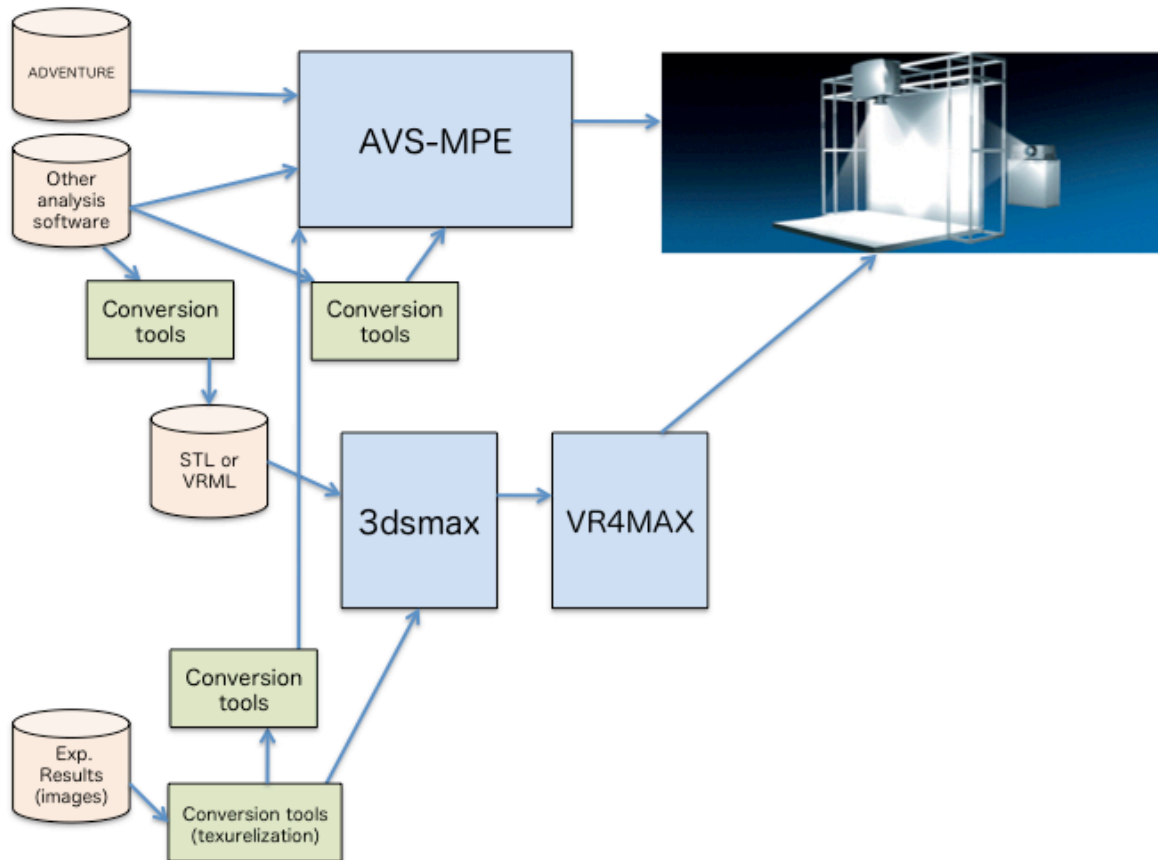 ADVENTURE
AVS-MPE
Other
analysis
software
Conversion
tools
Conversion
tools
STL or
VRML
3dsmax
VR4MAX
Conversion
tools
Exp.
Results
(images)
Conversion tools
(texurelization)